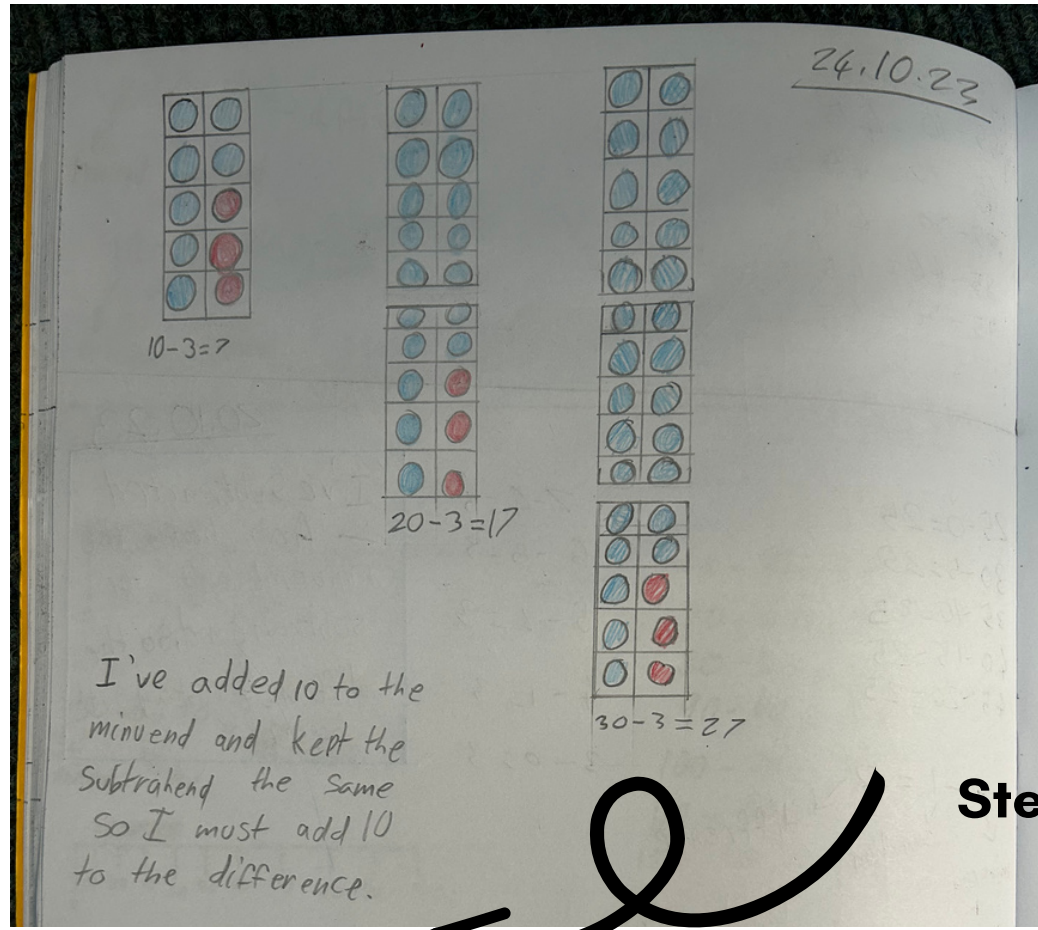 24.10.23
10-3=7
20-3=17
30-3=27
I've added 10 to the
minuend and kept the
Subtrahend the same
So I must add 10
to the difference.
Ste